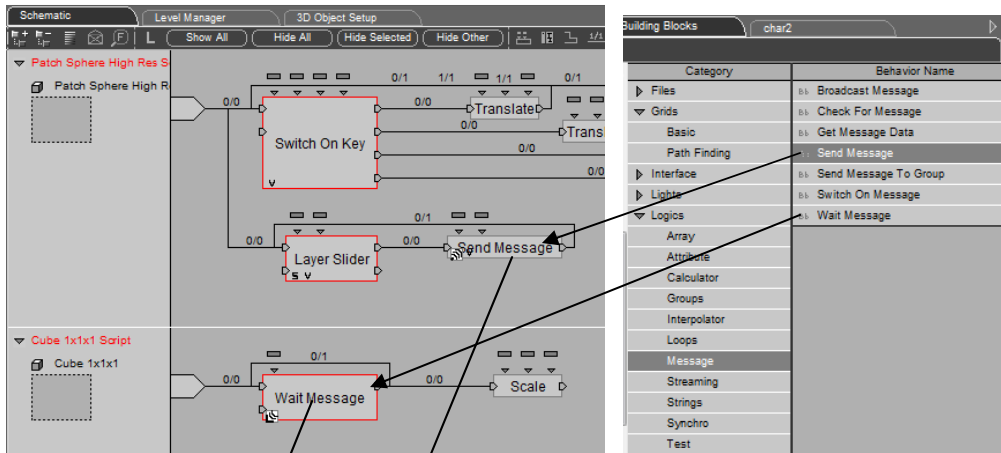 Schematic
Level Manager
3D Object Setup
L
Show All
Hide All
Hide Selected
Hide Other
1/1
Patch Sphere High Res S
Patch Sphere High R
0/0
0/1
1/1
1/1
0/1
Switch On Key
V
0/0
Translate
0/0
Transl
0/0
0/0
0/1
0/0
Layer Slider
S V
0/0
Send Message
V
Cube 1x1x1 Script
Cube 1x1x1
0/1
0/0
Wait Message
0/0
Scale
Building Blocks
char2
Category
Behavior Name
Files
Grids
Basic
Path Finding
Interface
Lights
Logics
Array
Attribute
Calculator
Groups
Interpolator
Loops
Message
Streaming
Strings
Synchro
Test
Broadcast Message
Check For Message
Get Message Data
Send Message
Send Message To Group
Switch On Message
Wait Message